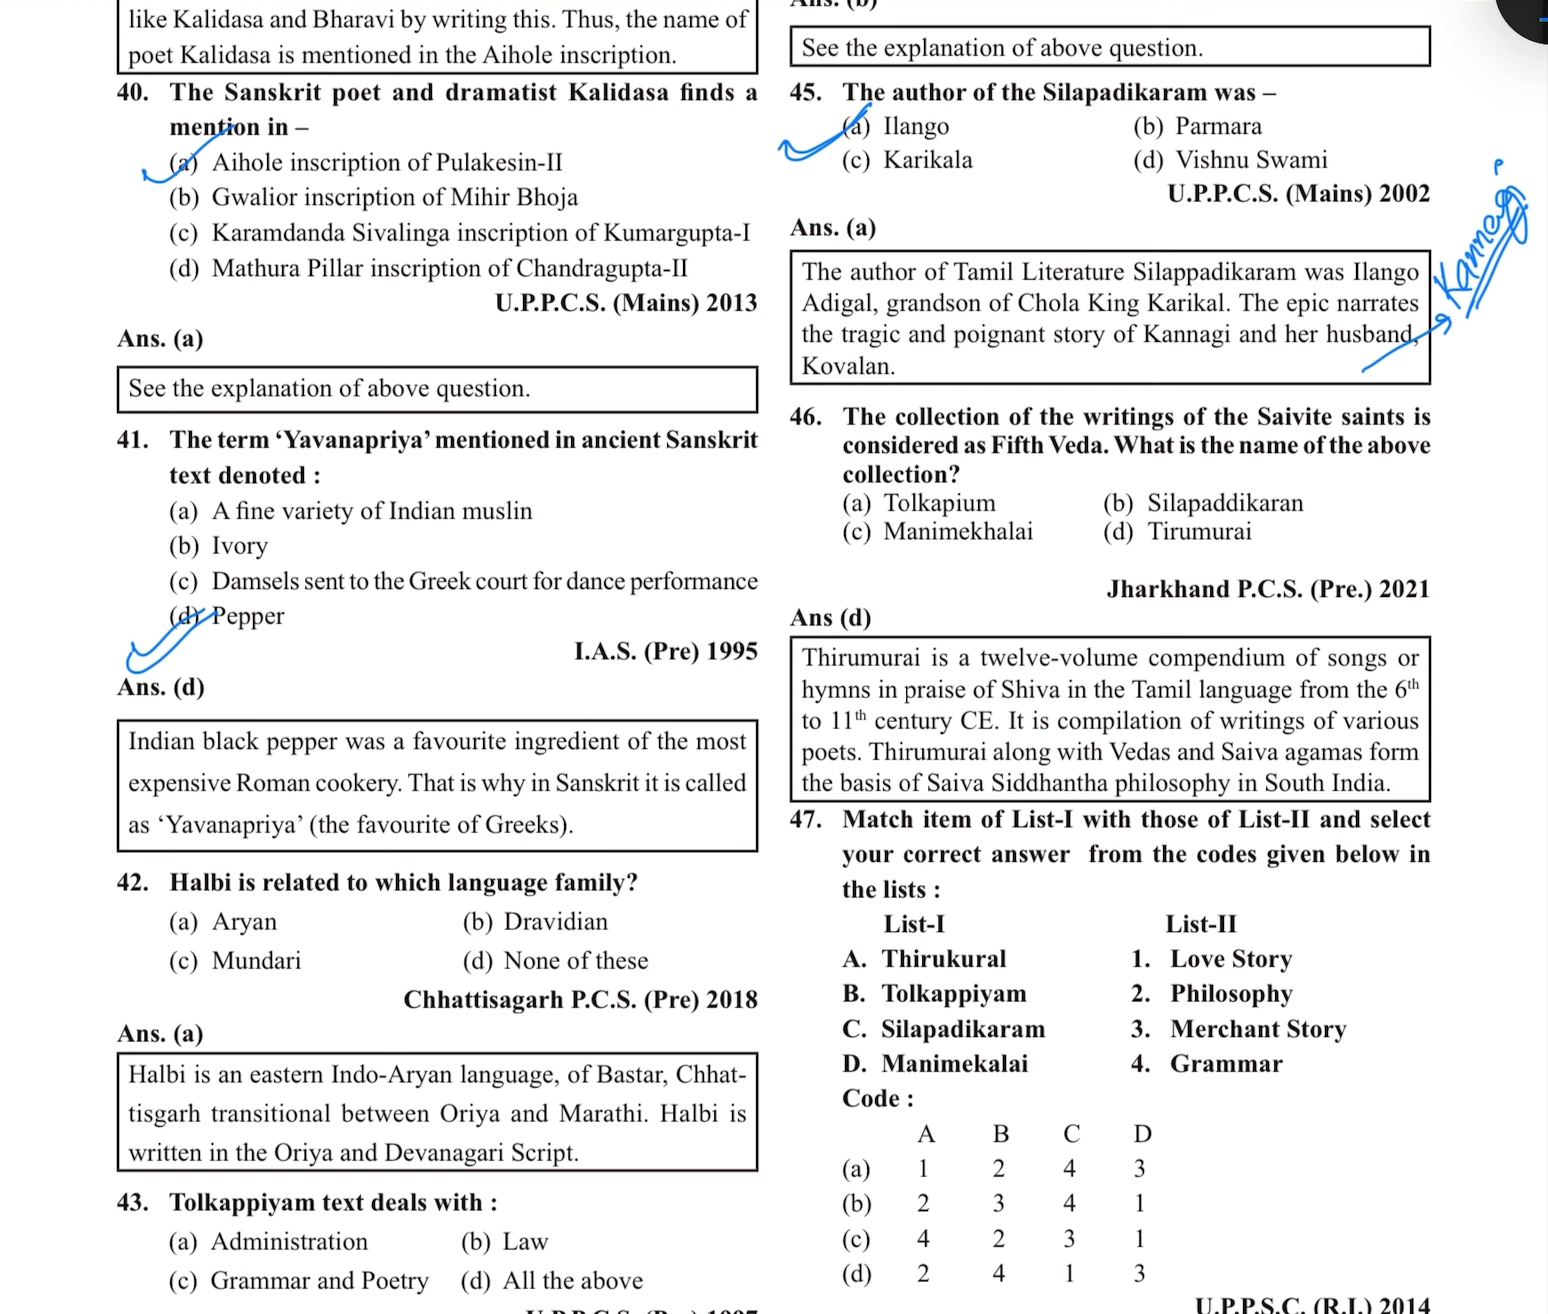 like Kalidasa and Bharavi by writing this. Thus, the name of
poet Kalidasa is mentioned in the Aihole inscription.
40. The Sanskrit poet and dramatist Kalidasa finds a
mention in –
(a) Aihole inscription of Pulakesin-II
(b) Gwalior inscription of Mihir Bhoja
(c) Karamdanda Sivalinga inscription of Kumargupta-I
(d) Mathura Pillar inscription of Chandragupta-II
U.P.P.C.S. (Mains) 2013
Ans. (a)
See the explanation of above question.
41. The term ‘Yavanapriya’ mentioned in ancient Sanskrit
text denoted :
(a) A fine variety of Indian muslin
(b) Ivory
(c) Damsels sent to the Greek court for dance performance
(d) Pepper
I.A.S. (Pre) 1995
Ans. (d)
Indian black pepper was a favourite ingredient of the most
expensive Roman cookery. That is why in Sanskrit it is called
as ‘Yavanapriya’ (the favourite of Greeks).
42. Halbi is related to which language family?
(a) Aryan (b) Dravidian
(c) Mundari (d) None of these
Chhattisagarh P.C.S. (Pre) 2018
Ans. (a)
Halbi is an eastern Indo-Aryan language, of Bastar, Chhat-
tisgarh transitional between Oriya and Marathi. Halbi is
written in the Oriya and Devanagari Script.
43. Tolkappiyam text deals with :
(a) Administration (b) Law
(c) Grammar and Poetry (d) All the above
Ans. (b)
See the explanation of above question.
45. The author of the Silapadikaram was –
(a) Ilango (b) Parmara
(c) Karikala (d) Vishnu Swami
U.P.P.C.S. (Mains) 2002
Ans. (a)
The author of Tamil Literature Silappadikaram was Ilango
Adigal, grandson of Chola King Karikal. The epic narrates
the tragic and poignant story of Kannagi and her husband,
Kovalan.
Kannagi
46. The collection of the writings of the Saivite saints is
considered as Fifth Veda. What is the name of the above
collection?
(a) Tolkapium (b) Silapaddikaran
(c) Manimekhalai (d) Tirumurai
Jharkhand P.C.S. (Pre.) 2021
Ans (d)
Thirumurai is a twelve-volume compendium of songs or
hymns in praise of Shiva in the Tamil language from the 6th
to 11th century CE. It is compilation of writings of various
poets. Thirumurai along with Vedas and Saiva agamas form
the basis of Saiva Siddhantha philosophy in South India.
47. Match item of List-I with those of List-II and select
your correct answer from the codes given below in
the lists :
List-I List-II
A. Thirukural 1. Love Story
B. Tolkappiyam 2. Philosophy
C. Silapadikaram 3. Merchant Story
D. Manimekalai 4. Grammar
Code :
A B C D
(a) 1 2 4 3
(b) 2 3 4 1
(c) 4 2 3 1
(d) 2 4 1 3
U.P.P.S.C. (R.I.) 2014